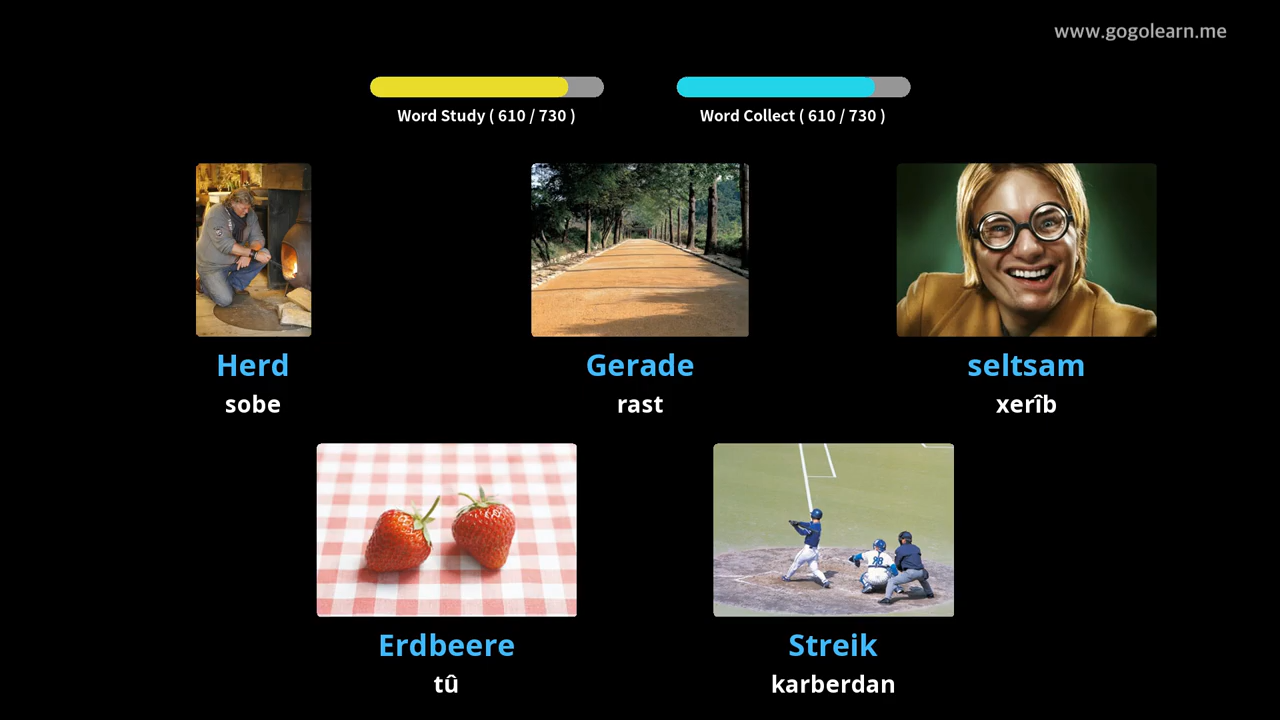 www.gogolearn.me
Word Study ( 610 / 730 )
Word Collect ( 610 / 730 )
Herd
sobe
Gerade
rast
seltsam
xerîb
Erdbeere
tû
Streik
karberdan